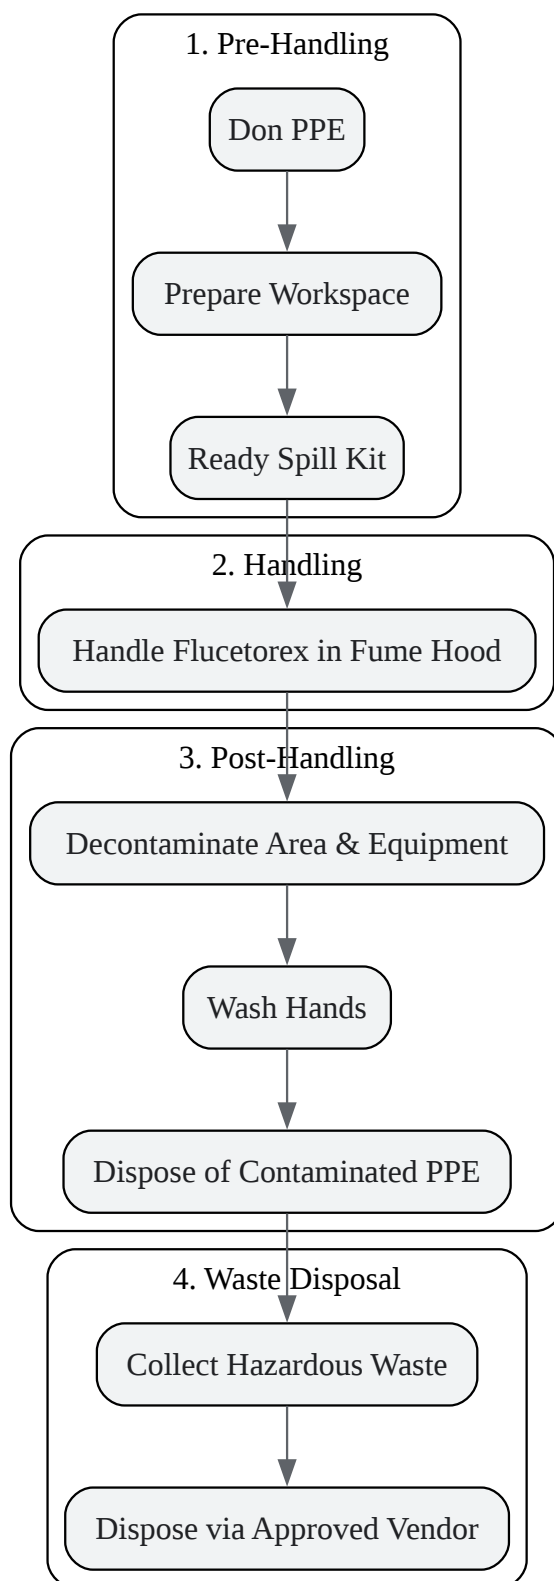 1. Pre-Handling
Don PPE
Prepare Workspace
Ready Spill Kit
2. Handling
Handle Flucetorex in Fume Hood
3. Post-Handling
Decontaminate Area & Equipment
Wash Hands
Dispose of Contaminated PPE
4. Waste Disposal
Collect Hazardous Waste
Dispose via Approved Vendor